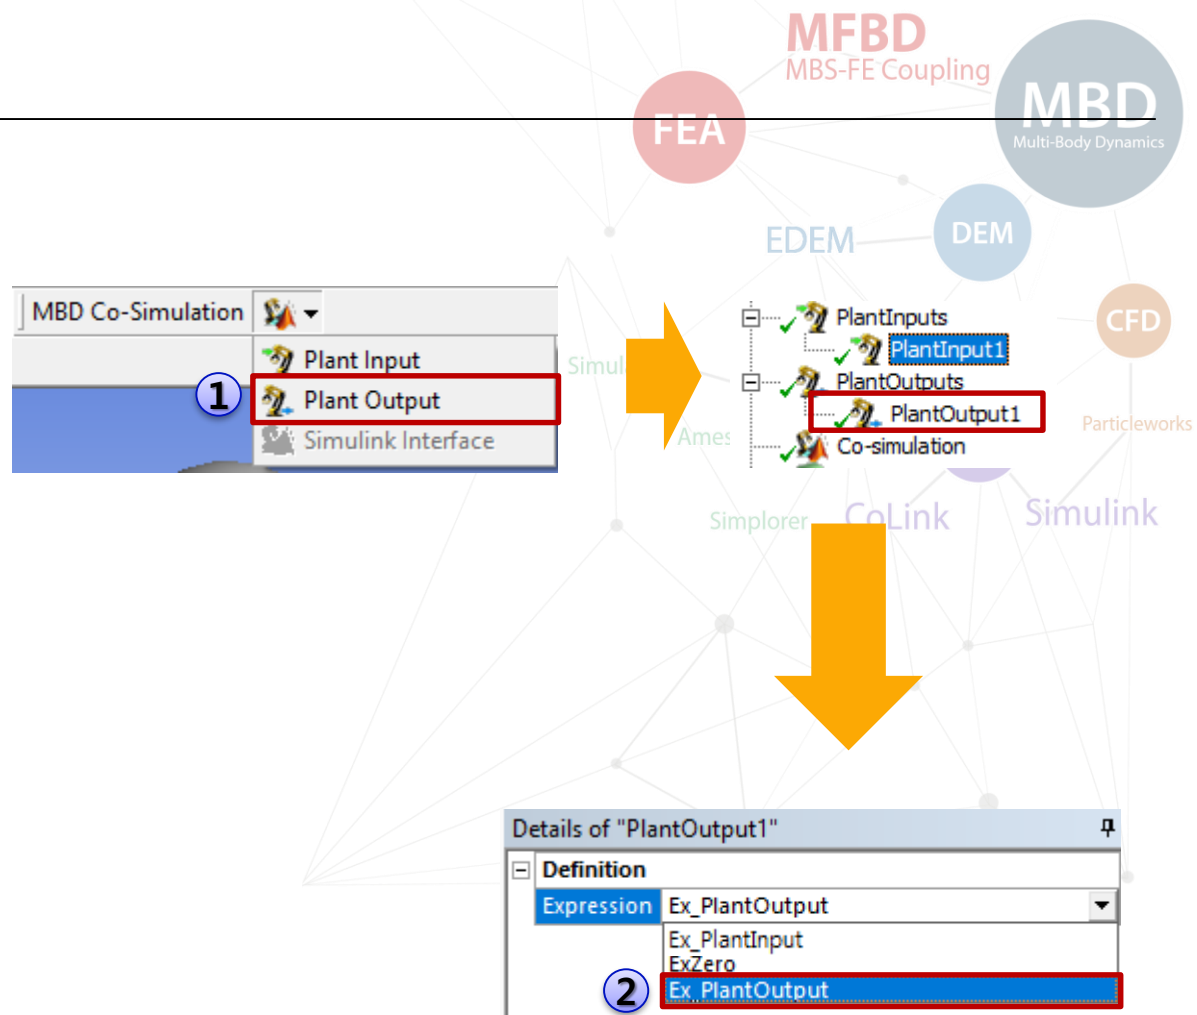 MFBD
MBS-FE Coupling
MBD
Multi-Body Dynamics
FEA
EDEM
DEM
CFD
Particleworks
MBD Co-Simulation
Plant Input
1
Plant Output
Simulink Interface
PlantInputs
PlantInput1
PlantOutputs
PlantOutput1
Co-simulation
Simplorer
CoLink
Simulink
Details of "PlantOutput1"
Definition
Expression Ex_PlantOutput
Ex_PlantInput
ExZero
2 Ex_PlantOutput